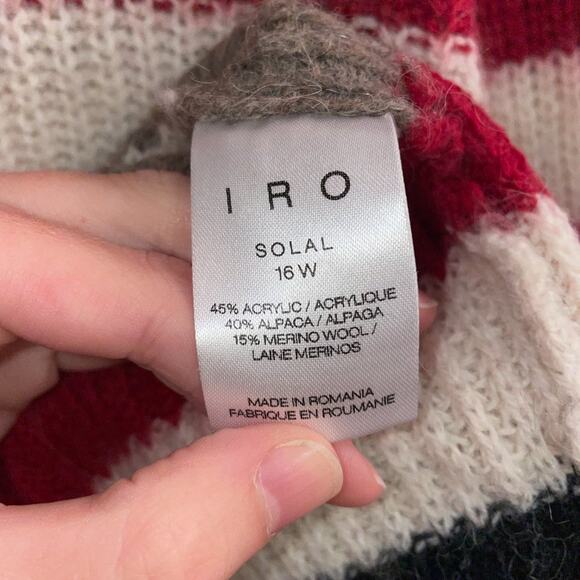 IRO
SOLAL
16W
45% ACRYLIC / ACRYLIQUE
40% ALPACA / ALPAGA
15% MERINO WOOL /
LAINE MERINOS
MADE IN ROMANIA
FABRIQUE EN ROUMANIE